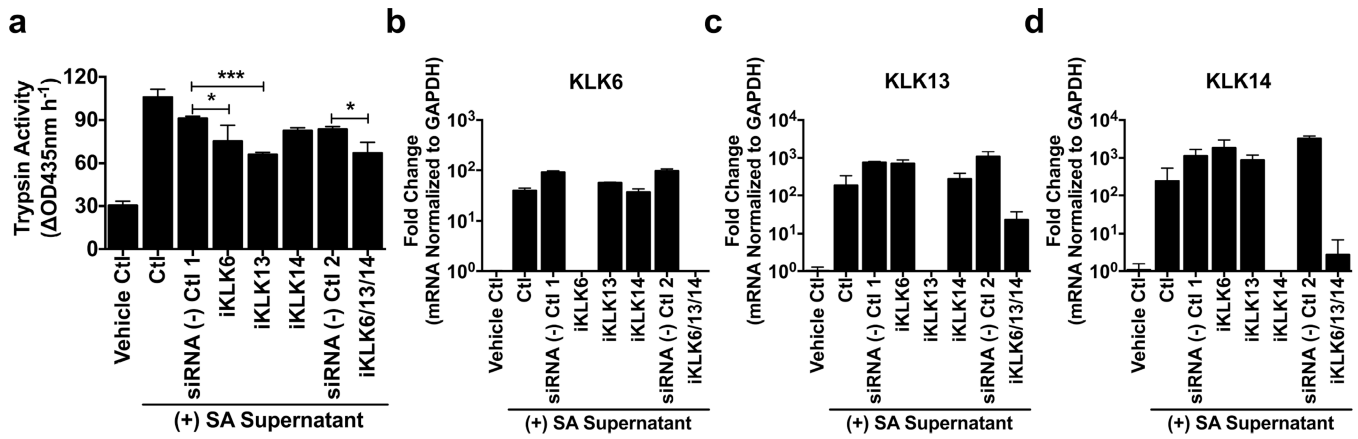 a
Trypsin Activity
(ΔOD435nm h⁻¹)
120
90
60
30
0
***
*
*
Vehicle Ctl
Ctl
siRNA (-) Ctl 1
iKLK6
iKLK13
iKLK14
siRNA (-) Ctl 2
iKLK6/13/14
(+) SA Supernatant
b
KLK6
Fold Change
(mRNA Normalized to GAPDH)
10³
10²
10¹
10⁰
Vehicle Ctl
Ctl
siRNA (-) Ctl 1
iKLK6
iKLK13
iKLK14
siRNA (-) Ctl 2
iKLK6/13/14
(+) SA Supernatant
c
KLK13
Fold Change
(mRNA Normalized to GAPDH)
10⁴
10³
10²
10¹
10⁰
Vehicle Ctl
Ctl
siRNA (-) Ctl 1
iKLK6
iKLK13
iKLK14
siRNA (-) Ctl 2
iKLK6/13/14
(+) SA Supernatant
d
KLK14
Fold Change
(mRNA Normalized to GAPDH)
10⁴
10³
10²
10¹
10⁰
Vehicle Ctl
Ctl
siRNA (-) Ctl 1
iKLK6
iKLK13
iKLK14
siRNA (-) Ctl 2
iKLK6/13/14
(+) SA Supernatant